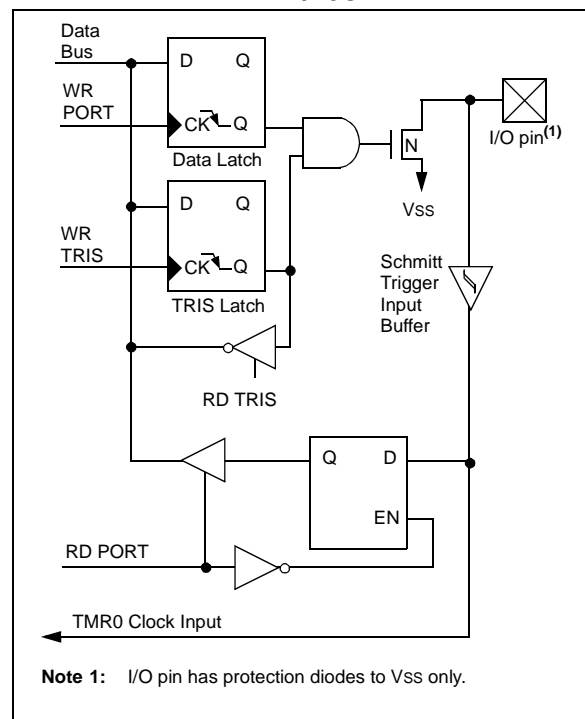 Data
Bus
D Q
WR
PORT
CK Q
Data Latch
N
I/O pin(1)
VSS
D Q
WR
TRIS
CK Q
TRIS Latch
Schmitt
Trigger
Input
Buffer
RD TRIS
Q D
EN
RD PORT
TMR0 Clock Input
Note 1: I/O pin has protection diodes to VSS only.